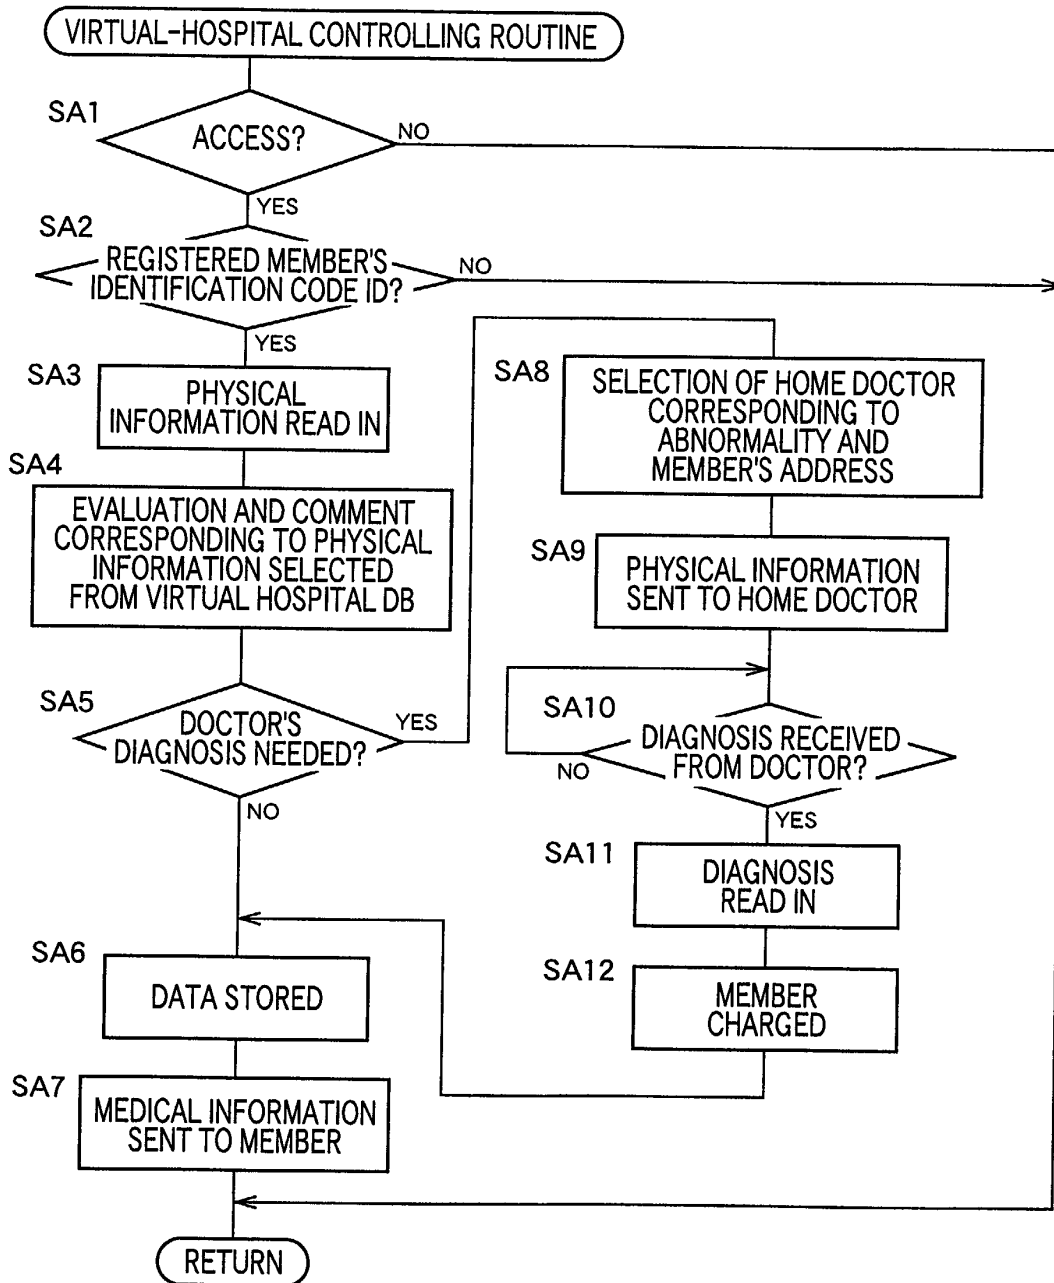 VIRTUAL-HOSPITAL CONTROLLING ROUTINE
SA1
ACCESS?
NO
YES
SA2
REGISTERED MEMBER'S
IDENTIFICATION CODE ID?
NO
YES
SA3
PHYSICAL
INFORMATION READ IN
SA4
EVALUATION AND COMMENT
CORRESPONDING TO PHYSICAL
INFORMATION SELECTED
FROM VIRTUAL HOSPITAL DB
SA5
DOCTOR'S
DIAGNOSIS NEEDED?
YES
NO
SA6
DATA STORED
SA7
MEDICAL INFORMATION
SENT TO MEMBER
RETURN
SA8
SELECTION OF HOME DOCTOR
CORRESPONDING TO
ABNORMALITY AND
MEMBER'S ADDRESS
SA9
PHYSICAL INFORMATION
SENT TO HOME DOCTOR
SA10
DIAGNOSIS RECEIVED
FROM DOCTOR?
NO
YES
SA11
DIAGNOSIS
READ IN
SA12
MEMBER
CHARGED